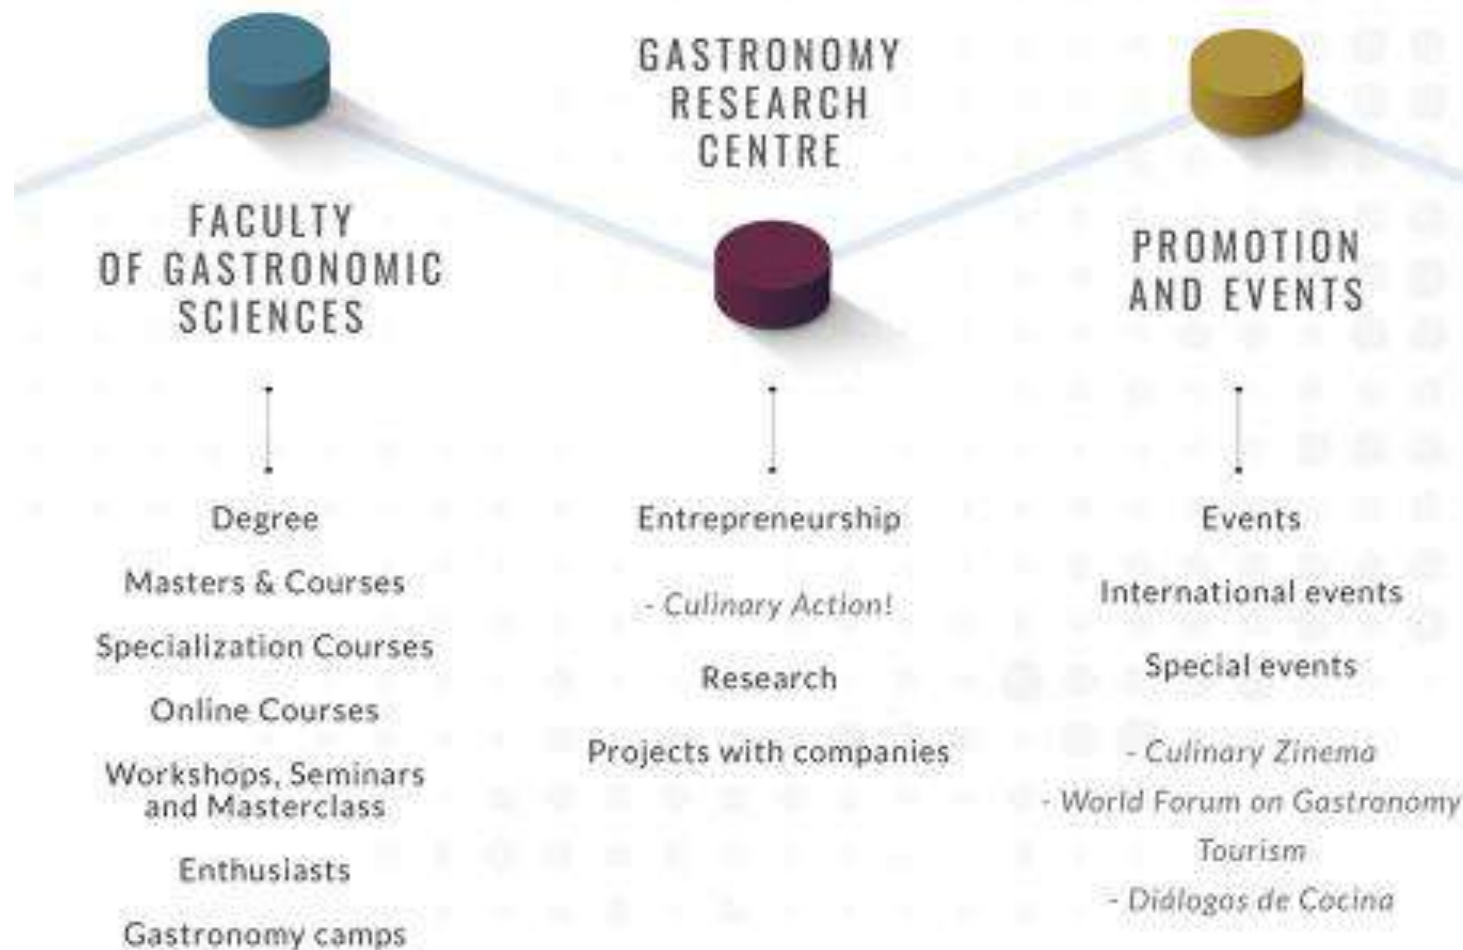 FACULTY
OF GASTRONOMIC
SCIENCES
Degree
Masters & Courses
Specialization Courses
Online Courses
Workshops, Seminars
and Masterclass
Enthusiasts
Gastronomy camps
GASTRONOMY
RESEARCH
CENTRE
Entrepreneurship
- Culinary Action!
Research
Projects with companies
PROMOTION
AND EVENTS
Events
International events
Special events
- Culinary Zinema
- World Forum on Gastronomy
Tourism
- Diálogos de Cocina